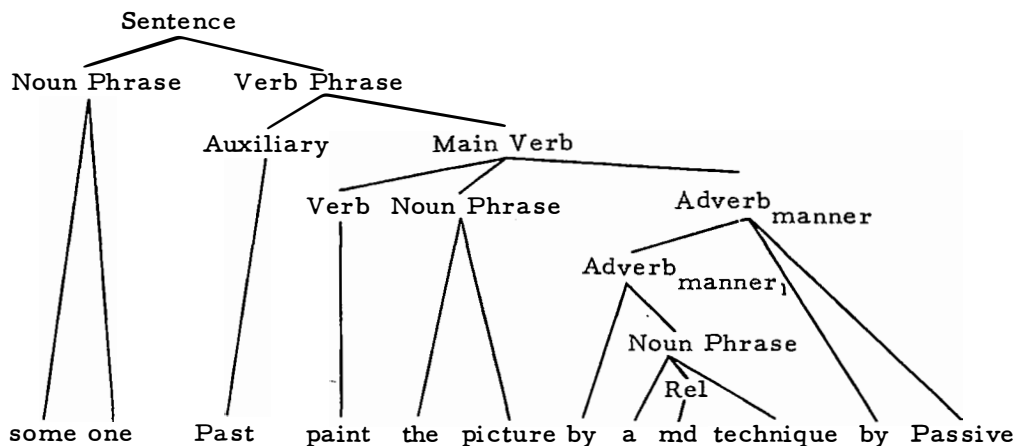 Sentence
Noun Phrase Verb Phrase
Auxiliary Main Verb
Verb Noun Phrase Adverb manner
Adverb manner1
Noun Phrase
Rel
some one Past paint the picture by a md technique by Passive